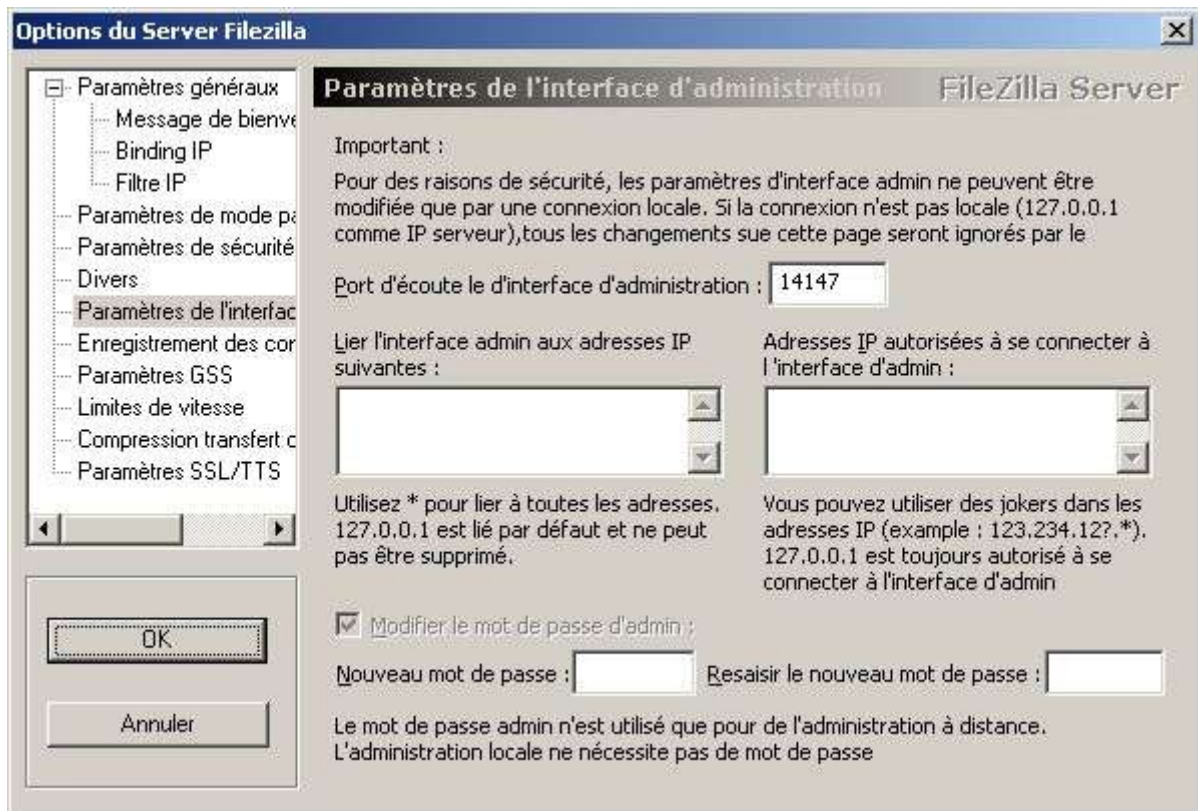 Options du Server Filezilla
Paramètres généraux
Message de bienve
Binding IP
Filtre IP
Paramètres de mode pa
Paramètres de sécurité
Divers
Paramètres de l'interfac
Enregistrement des cor
Paramètres GSS
Limites de vitesse
Compression transfert c
Paramètres SSL/TTS
OK
Annuler
Paramètres de l'interface d'administration
FileZilla Server
Important :
Pour des raisons de sécurité, les paramètres d'interface admin ne peuvent être
modifiée que par une connexion locale. Si la connexion n'est pas locale (127.0.0.1
comme IP serveur),tous les changements sue cette page seront ignorés par le
Port d'écoute le d'interface d'administration : 14147
Lier l'interface admin aux adresses IP
suivantes :
Utilisez * pour lier à toutes les adresses.
127.0.0.1 est lié par défaut et ne peut
pas être supprimé.
Adresses IP autorisées à se connecter à
l 'interface d'admin :
Vous pouvez utiliser des jokers dans les
adresses IP (example : 123.234.12?.*).
127.0.0.1 est toujours autorisé à se
connecter à l'interface d'admin
Modifier le mot de passe d'admin :
Nouveau mot de passe : Resaisir le nouveau mot de passe :
Le mot de passe admin n'est utilisé que pour de l'administration à distance.
L'administration locale ne nécessite pas de mot de passe